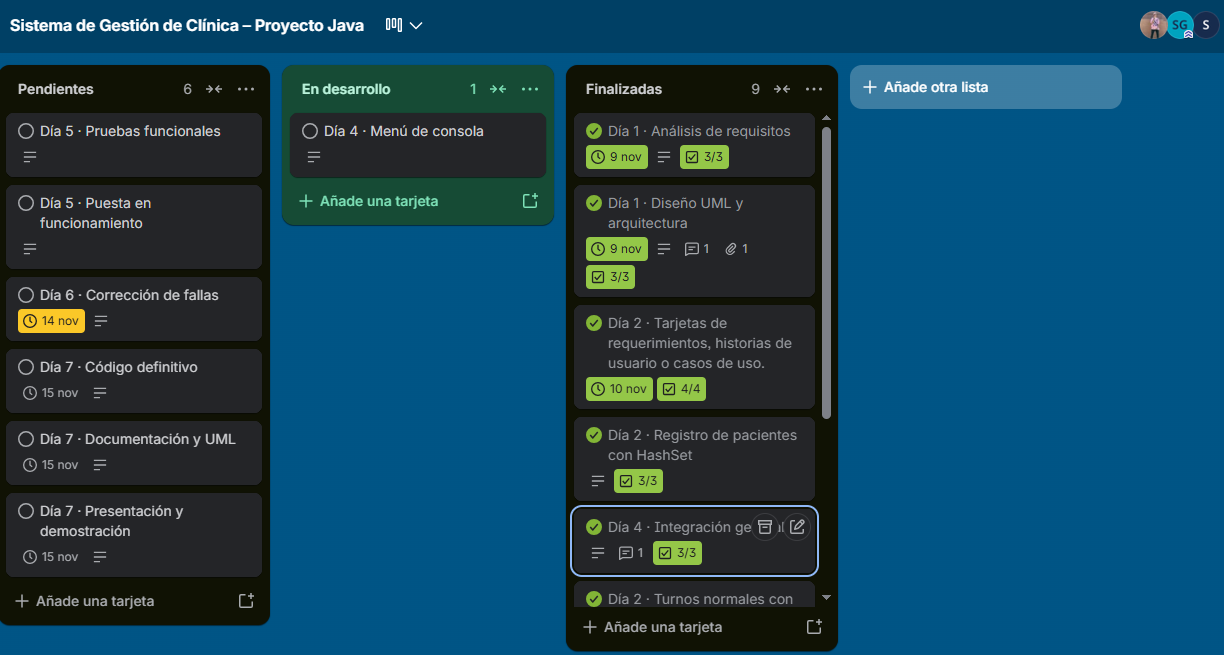 Sistema de Gestión de Clínica – Proyecto Java
SG
S
Pendientes
6
Día 5 · Pruebas funcionales
Día 5 · Puesta en
funcionamiento
Día 6 · Corrección de fallas
14 nov
Día 7 · Código definitivo
15 nov
Día 7 · Documentación y UML
15 nov
Día 7 · Presentación y
demostración
15 nov
Añade una tarjeta
En desarrollo
1
Día 4 · Menú de consola
Añade una tarjeta
Finalizadas
9
Día 1 · Análisis de requisitos
9 nov
3/3
Día 1 · Diseño UML y
arquitectura
9 nov
1
1
3/3
Día 2 · Tarjetas de
requerimientos, historias de
usuario o casos de uso.
10 nov
4/4
Día 2 · Registro de pacientes
con HashSet
3/3
Día 4 · Integración
1
3/3
Día 2 · Turnos normales con
Añade una tarjeta
Añade otra lista